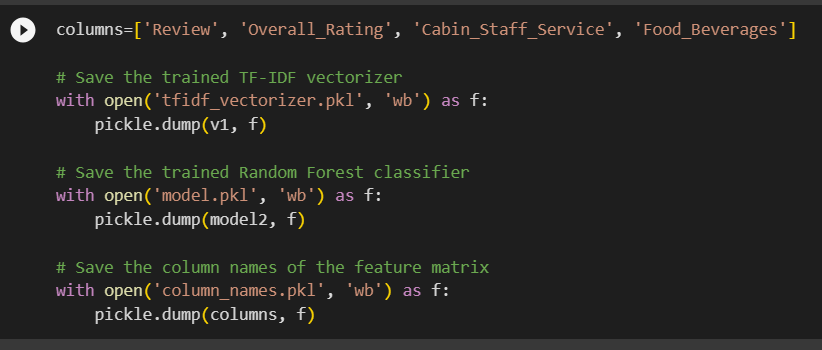 columns=['Review', 'Overall_Rating', 'Cabin_Staff_Service', 'Food_Beverages']
# Save the trained TF-IDF vectorizer
with open('tfidf_vectorizer.pkl', 'wb') as f:
    pickle.dump(v1, f)
# Save the trained Random Forest classifier
with open('model.pkl', 'wb') as f:
    pickle.dump(model2, f)
# Save the column names of the feature matrix
with open('column_names.pkl', 'wb') as f:
    pickle.dump(columns, f)